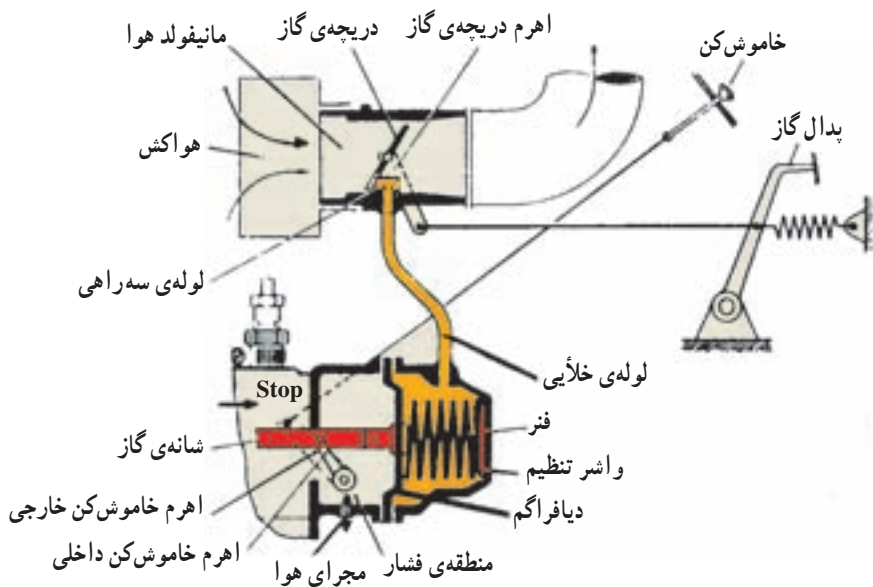 اهرم دریچه‌ی گاز
دریچه‌ی گاز
مانیفولد هوا
خاموش‌کن
پدال گاز
هواکش
لوله‌ی سه‌راهی
لوله‌ی خلأیی
Stop
فنر
شانه‌ی گاز
واشر تنظیم
دیافراگم
اهرم خاموش‌کن خارجی
اهرم خاموش‌کن داخلی
مجرای هوا
منطقه‌ی فشار